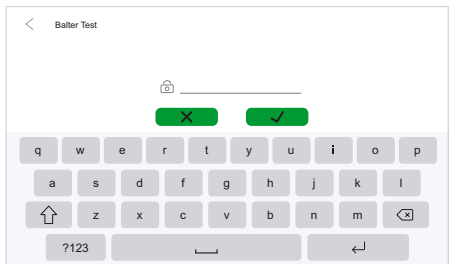 Balter Test
q w e r t y u i o p
a s d f g h j k l
z x c v b n m
?123